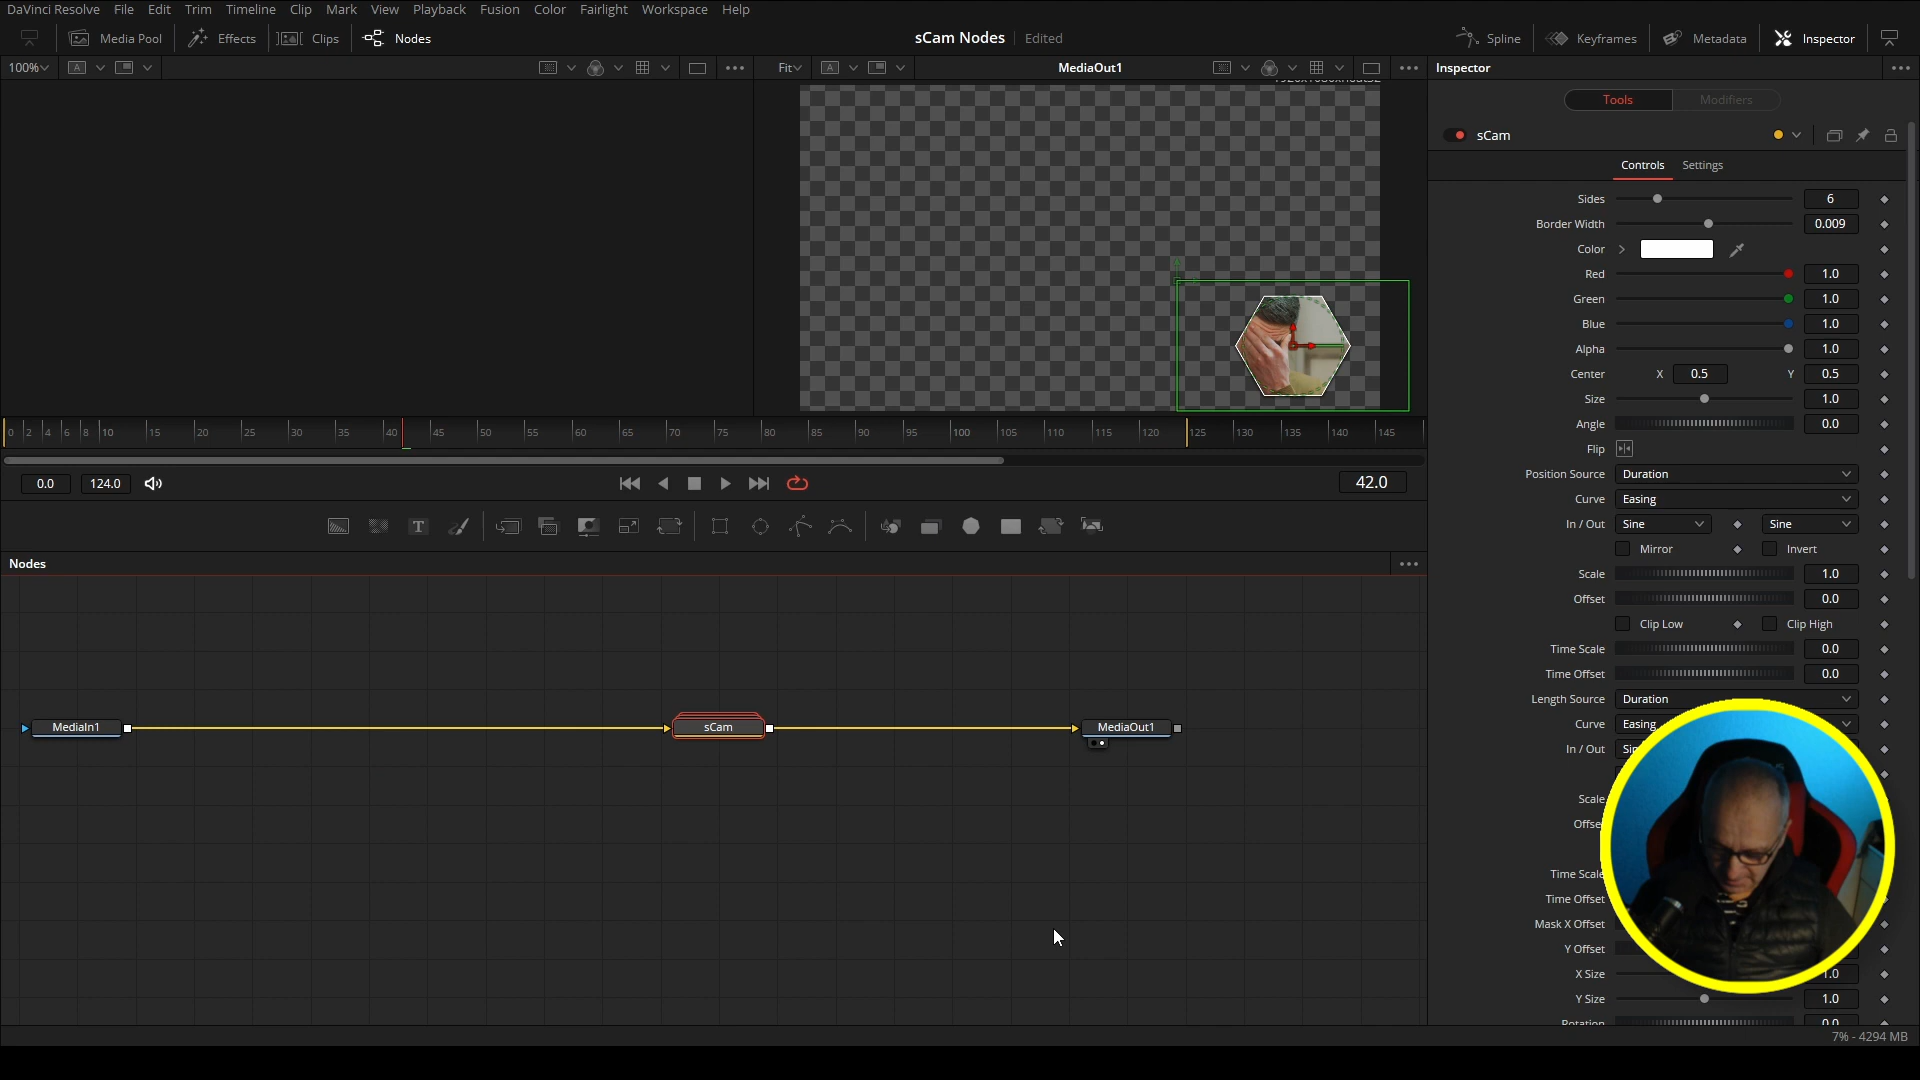 DaVinci Resolve File Edit Trim Timeline Clip Mark View Playback Fusion Color Fairlight Workspace Help
Media Pool Effects Clips Nodes sCam Nodes Edited Spline Keyframes Metadata Inspector
100% A Fit A MediaOut1 Inspector
Tools Modifiers
sCam
Controls Settings
Sides 6
Border Width 0.009
Color
Red 1.0
Green 1.0
Blue 1.0
Alpha 1.0
Center X 0.5 Y 0.5
Size 1.0
Angle 0.0
Flip
Position Source Duration
Curve Easing
In / Out Sine Sine
Mirror Invert
Scale 1.0
Offset 0.0
Clip Low Clip High
Time Scale 0.0
Time Offset 0.0
Length Source Duration
Curve Easing
In / Out
Scale
Offse
Time Scale
Time Offset
Mask X Offset
Y Offset
X Size 1.0
Y Size 1.0
Rotation 0.0
0 2 4 6 8 10 15 20 25 30 35 40 45 50 55 60 65 70 75 80 85 90 95 100 105 110 115 120 125 130 135 140 145
0.0 124.0 42.0
T
Nodes
MediaIn1 sCam MediaOut1
7% - 4294 MB